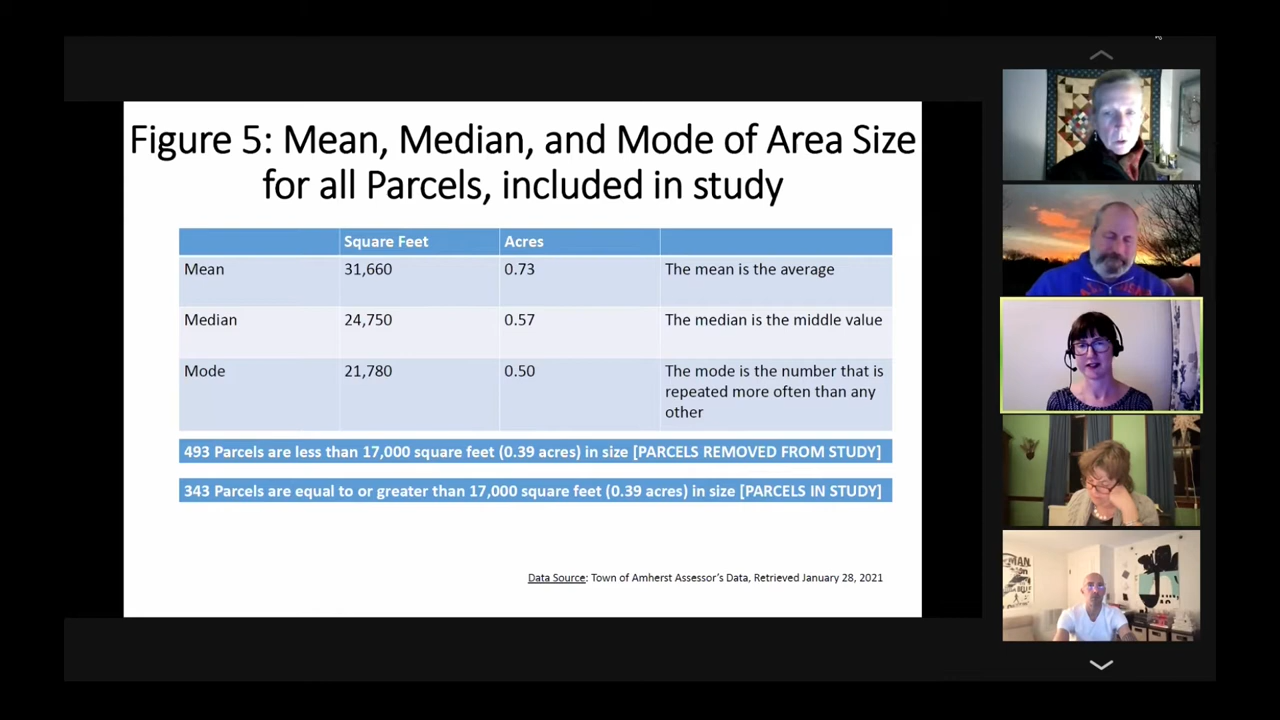 Figure 5: Mean, Median, and Mode of Area Size
for all Parcels, included in study
Square Feet Acres
Mean 31,660 0.73 The mean is the average
Median 24,750 0.57 The median is the middle value
Mode 21,780 0.50 The mode is the number that is
repeated more often than any
other
493 Parcels are less than 17,000 square feet (0.39 acres) in size [PARCELS REMOVED FROM STUDY]
343 Parcels are equal to or greater than 17,000 square feet (0.39 acres) in size [PARCELS IN STUDY]
Data Source: Town of Amherst Assessor's Data, Retrieved January 28, 2021